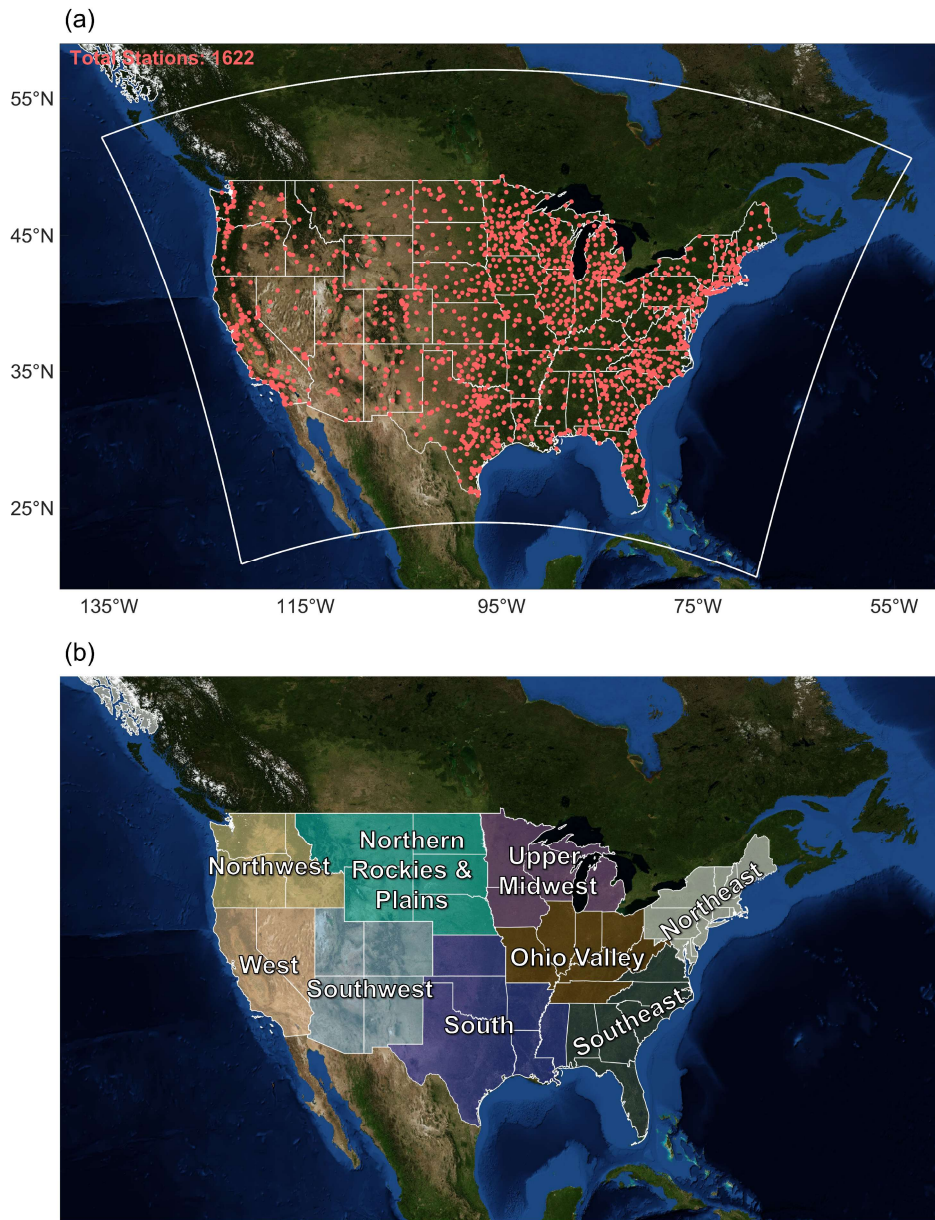 (a)
Total Stations: 1622
55°N
45°N
35°N
25°N
135°W
115°W
95°W
75°W
55°W
(b)
Northwest
Northern
Rockies &
Plains
Upper
Midwest
Northeast
West
Southwest
Ohio Valley
South
Southeast